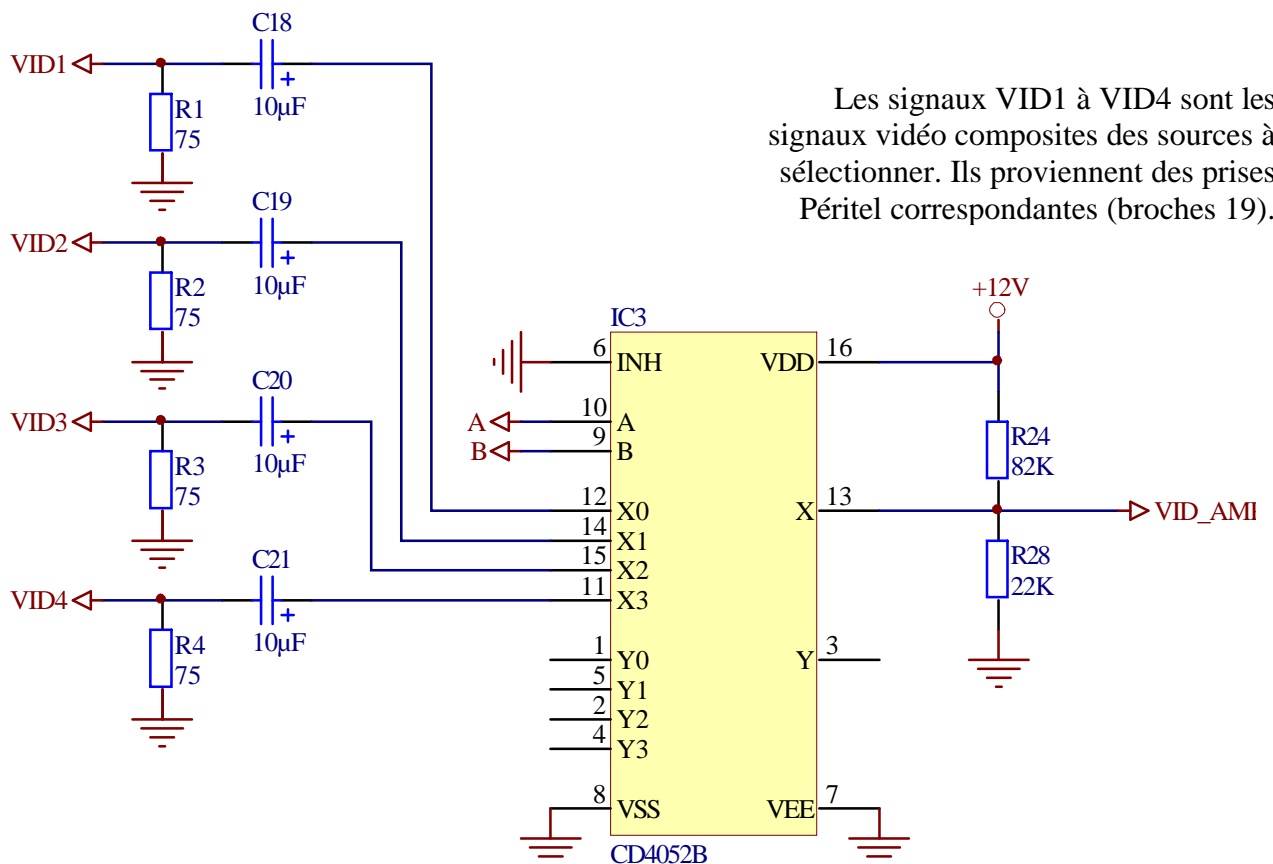 C18
VID1
+
10µF
R1
75
Les signaux VID1 à VID4 sont les
signaux vidéo composites des sources à
sélectionner. Ils proviennent des prises
Péritel correspondantes (broches 19).
C19
VID2
+
10µF
R2
75
+12V
IC3
6 INH VDD 16
C20
VID3
+
10µF
R3
75
A 10 A
B 9 B
R24
82K
12 X0 X 13
VID_AMP
14 X1
15 X2
11 X3
C21
VID4
+
10µF
R4
75
R28
22K
1 Y0 Y 3
5 Y1
2 Y2
4 Y3
8 VSS VEE 7
CD4052B